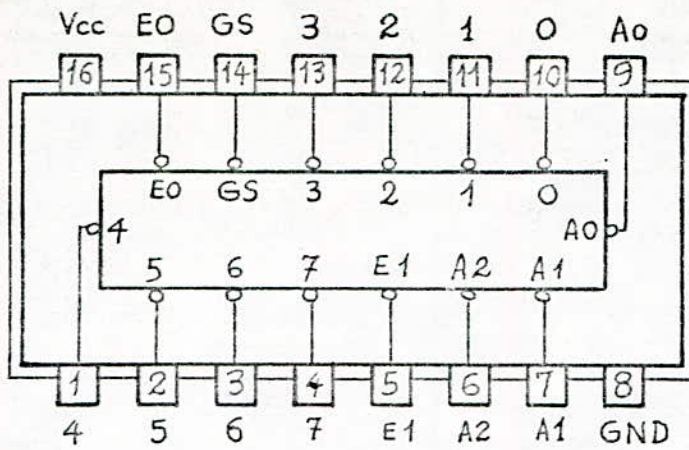 Vcc EO GS 3 2 1 0 Ao
16 15 14 13 12 11 10 9
EO GS 3 2 1 0
4 AO
5 6 7 E1 A2 A1
1 2 3 4 5 6 7 8
4 5 6 7 E1 A2 A1 GND